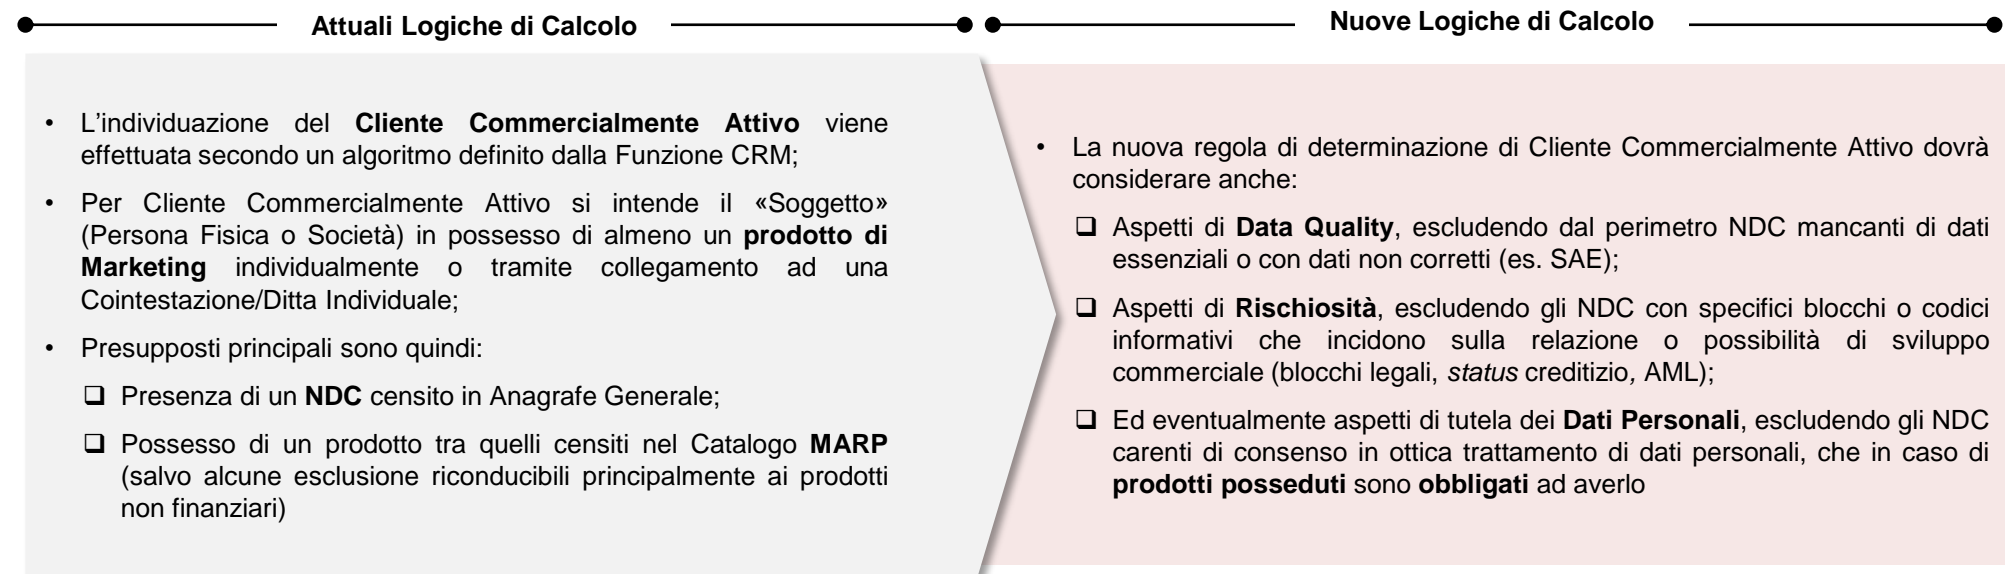 Attuali Logiche di Calcolo
• L'individuazione del Cliente Commercialmente Attivo viene
effettuata secondo un algoritmo definito dalla Funzione CRM;
• Per Cliente Commercialmente Attivo si intende il «Soggetto»
(Persona Fisica o Società) in possesso di almeno un prodotto di
Marketing individualmente o tramite collegamento ad una
Cointestazione/Ditta Individuale;
• Presupposti principali sono quindi:
❑ Presenza di un NDC censito in Anagrafe Generale;
❑ Possesso di un prodotto tra quelli censiti nel Catalogo MARP
(salvo alcune esclusione riconducibili principalmente ai prodotti
non finanziari)
Nuove Logiche di Calcolo
• La nuova regola di determinazione di Cliente Commercialmente Attivo dovrà
considerare anche:
❑ Aspetti di Data Quality, escludendo dal perimetro NDC mancanti di dati
essenziali o con dati non corretti (es. SAE);
❑ Aspetti di Rischiosità, escludendo gli NDC con specifici blocchi o codici
informativi che incidono sulla relazione o possibilità di sviluppo
commerciale (blocchi legali, status creditizio, AML);
❑ Ed eventualmente aspetti di tutela dei Dati Personali, escludendo gli NDC
carenti di consenso in ottica trattamento di dati personali, che in caso di
prodotti posseduti sono obbligati ad averlo